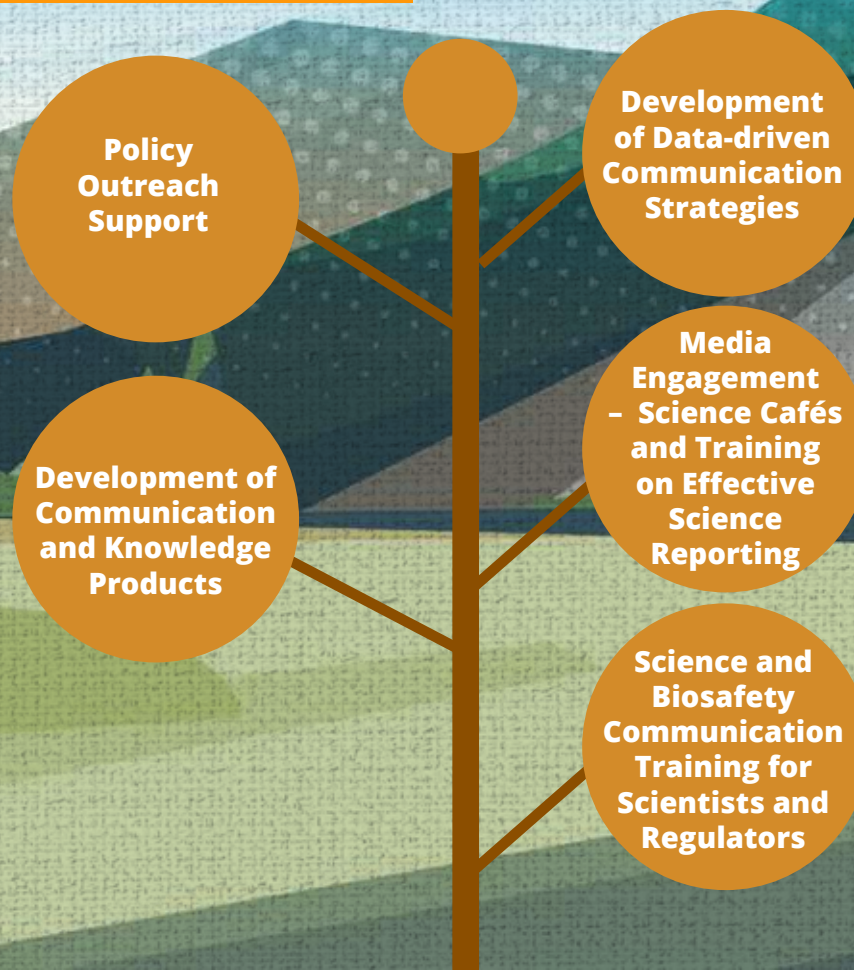 Policy
Outreach
Support
Development
of Data-driven
Communication
Strategies
Media
Engagement
–  Science Cafés
and Training
on Effective
Science
Reporting
Development of
Communication
and Knowledge
Products
Science and
Biosafety
Communication
Training for
Scientists and
Regulators